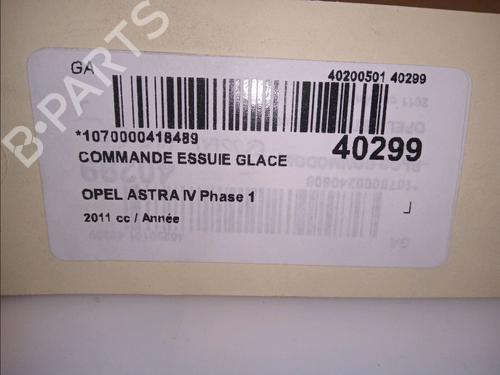 GA
40200501 40299
*1070000418489
40299
COMMANDE ESSUIE GLACE
OPEL ASTRA IV Phase 1
2011 cc / Année
B-PARTS